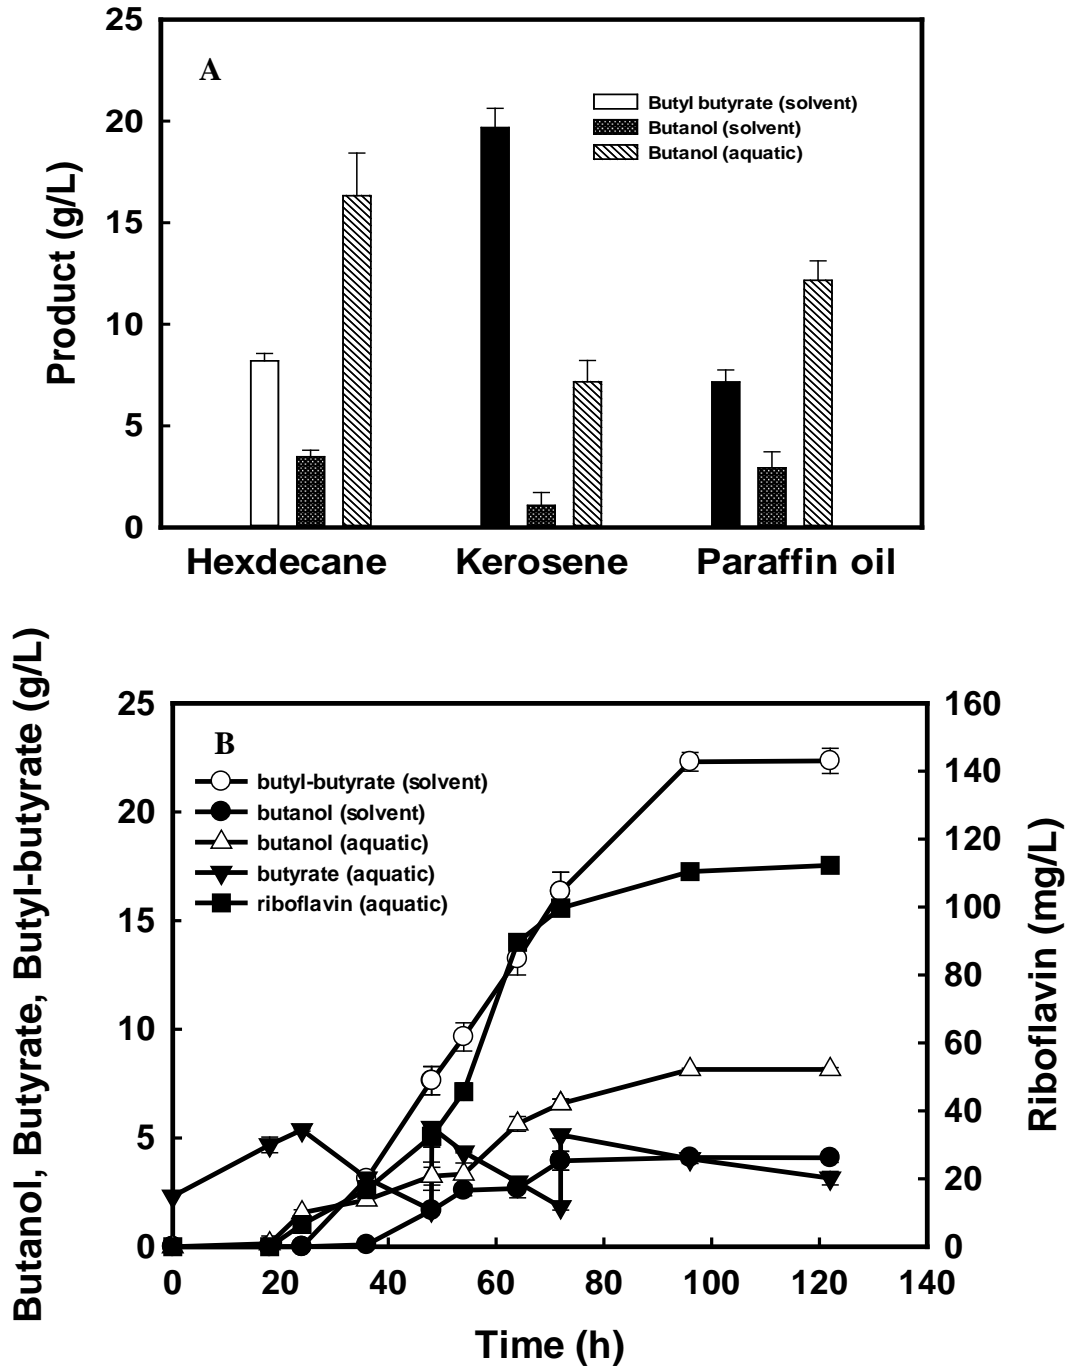 25
20
15
10
5
0
Product (g/L)
A
Butyl butyrate (solvent)
Butanol (solvent)
Butanol (aquatic)
Hexdecane Kerosene Paraffin oil
Butanol, Butyrate, Butyl-butyrate (g/L)
25
20
15
10
5
0
B
butyl-butyrate (solvent)
butanol (solvent)
butanol (aquatic)
butyrate (aquatic)
riboflavin (aquatic)
160
140
120
100
80
60
40
20
0
Riboflavin (mg/L)
0 20 40 60 80 100 120 140
Time (h)